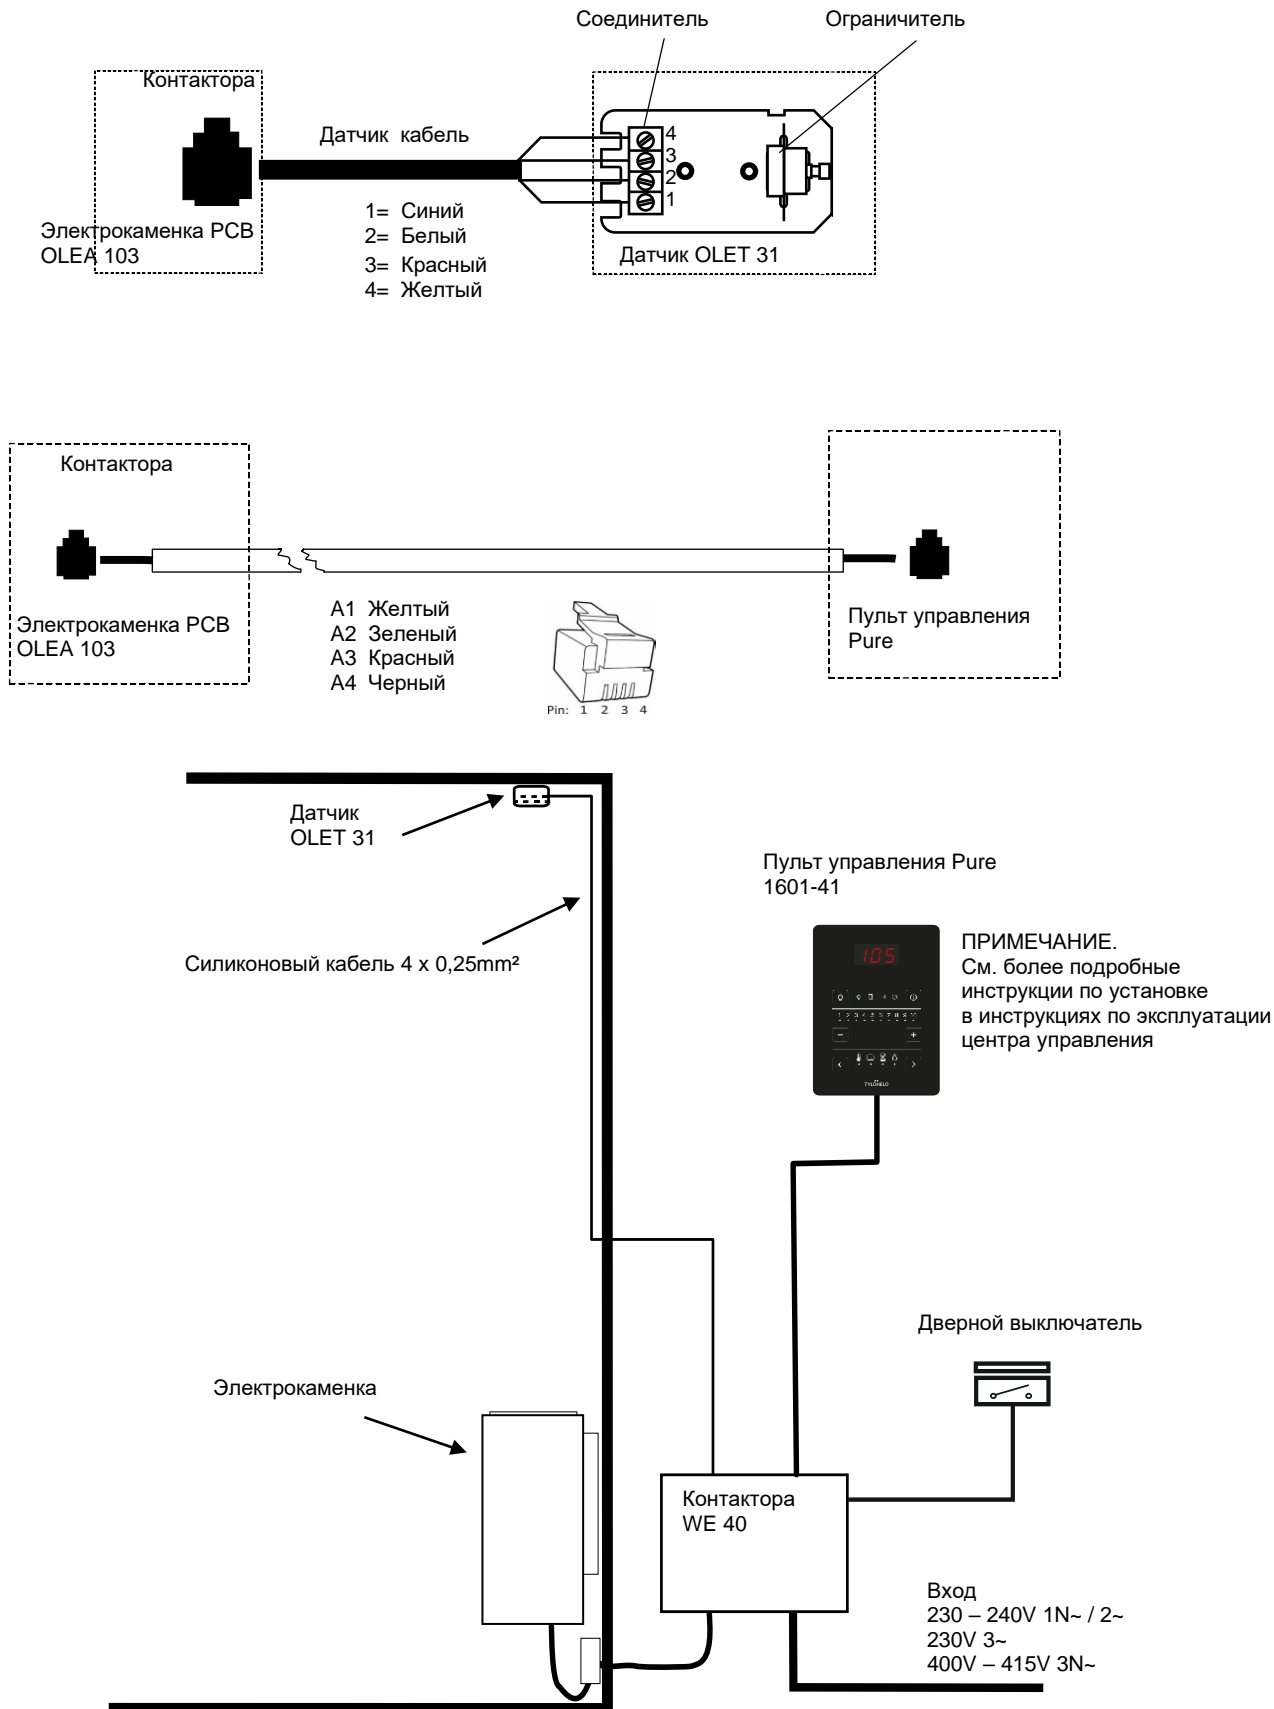 Соединитель
Ограничитель
Контактора
Датчик кабель
4
3
2
1
1= Синий
2= Белый
3= Красный
4= Желтый
Электрокаменка PCB
OLEA 103
Датчик OLET 31
Контактора
Электрокаменка PCB
OLEA 103
A1 Желтый
A2 Зеленый
A3 Красный
A4 Черный
Pin: 1 2 3 4
Пульт управления
Pure
Датчик
OLET 31
Силиконовый кабель 4 x 0,25mm²
Пульт управления Pure
1601-41
105
TYLÖHELO
ПРИМЕЧАНИЕ.
См. более подробные
инструкции по установке
в инструкциях по эксплуатации
центра управления
Дверной выключатель
Электрокаменка
Контактора
WE 40
Вход
230 – 240V 1N~ / 2~
230V 3~
400V – 415V 3N~